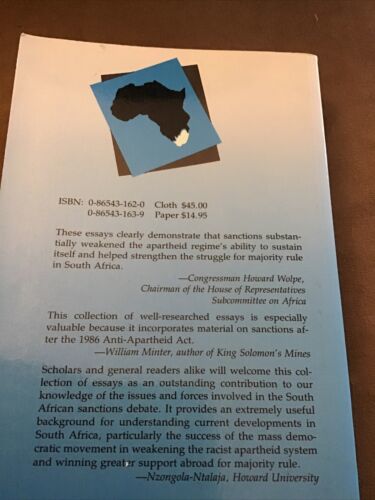 ISBN: 0-86543-162-0 Cloth $45.00
0-86543-163-9 Paper $14.95
These essays clearly demonstrate that sanctions substan-
tially weakened the apartheid regime's ability to sustain
itself and helped strengthen the struggle for majority rule
in South Africa.
—Congressman Howard Wolpe,
Chairman of the House of Representatives
Subcommittee on Africa
This collection of well-researched essays is especially
valuable because it incorporates material on sanctions af-
ter the 1986 Anti-Apartheid Act.
—William Minter, author of King Solomon's Mines
Scholars and general readers alike will welcome this col-
lection of essays as an outstanding contribution to our
knowledge of the issues and forces involved in the South
African sanctions debate. It provides an extremely useful
background for understanding current developments in
South Africa, particularly the success of the mass demo-
cratic movement in weakening the racist apartheid system
and winning greater support abroad for majority rule.
—Nzongola-Ntalaja, Howard University